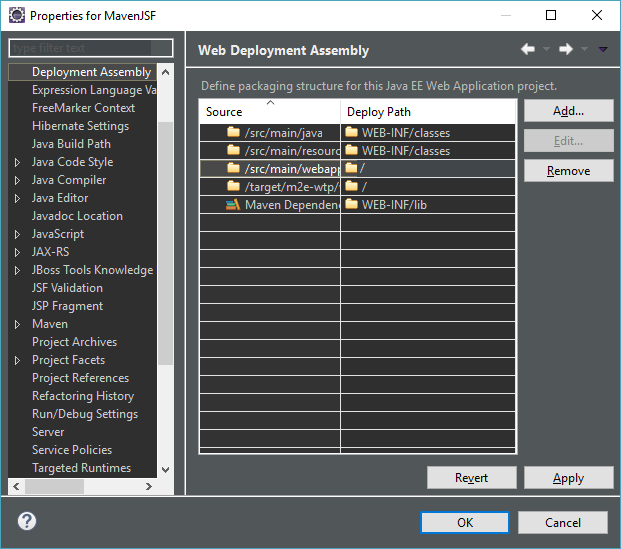 Properties for MavenJSF
type filter text
Deployment Assembly
Expression Language Va
FreeMarker Context
Hibernate Settings
Java Build Path
Java Code Style
Java Compiler
Java Editor
Javadoc Location
JavaScript
JAX-RS
JBoss Tools Knowledge
JSF Validation
JSP Fragment
Maven
Project Archives
Project Facets
Project References
Refactoring History
Run/Debug Settings
Server
Service Policies
Targeted Runtimes
Web Deployment Assembly
Define packaging structure for this Java EE Web Application project.
Source Deploy Path
/src/main/java WEB-INF/classes
/src/main/resourc WEB-INF/classes
/src/main/webapp /
/target/m2e-wtp/ /
Maven Dependenc WEB-INF/lib
Add...
Edit...
Remove
Revert Apply
? OK Cancel